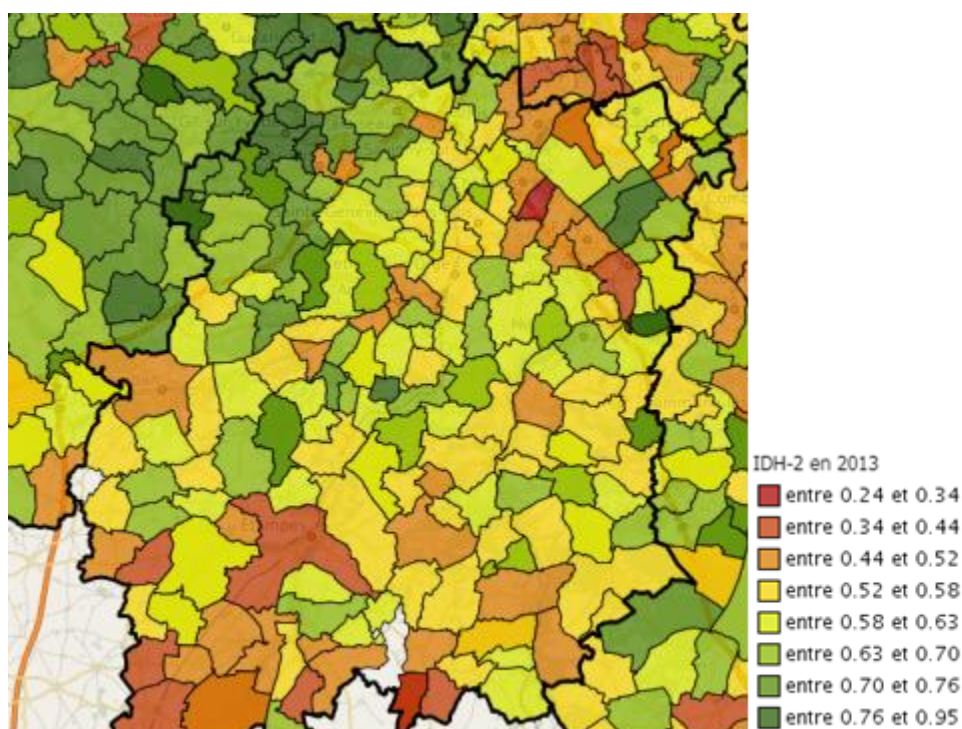 Étampes
IDH-2 en 2013
entre 0.24 et 0.34
entre 0.34 et 0.44
entre 0.44 et 0.52
entre 0.52 et 0.58
entre 0.58 et 0.63
entre 0.63 et 0.70
entre 0.70 et 0.76
entre 0.76 et 0.95